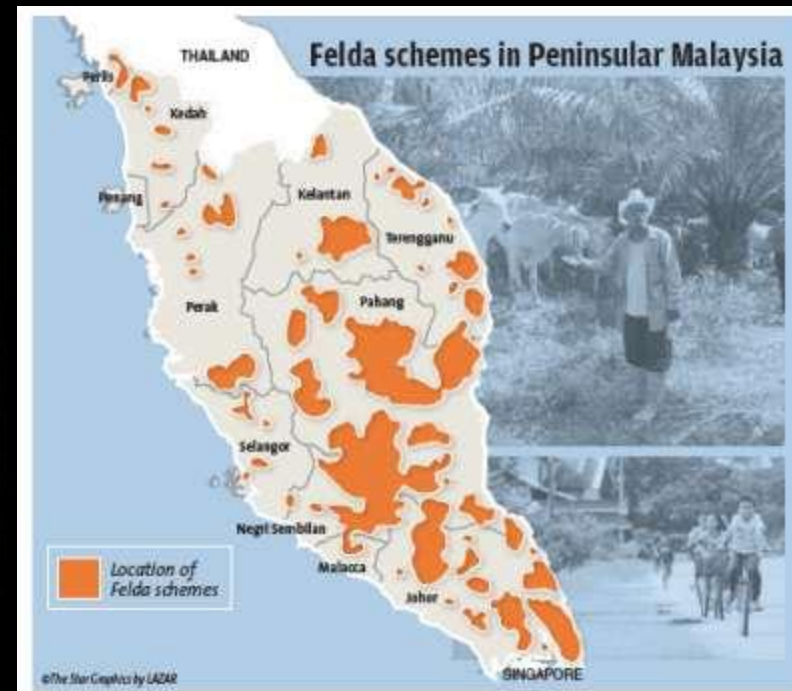 Felda schemes in Peninsular Malaysia
THAILAND
Perlis
Kedah
Penang
Kelantan
Terengganu
Perak
Pahang
Selangor
Negri Sembilan
Malacca
Johor
SINGAPORE
Location of
Felda schemes
©The Star Graphics by LAZAR